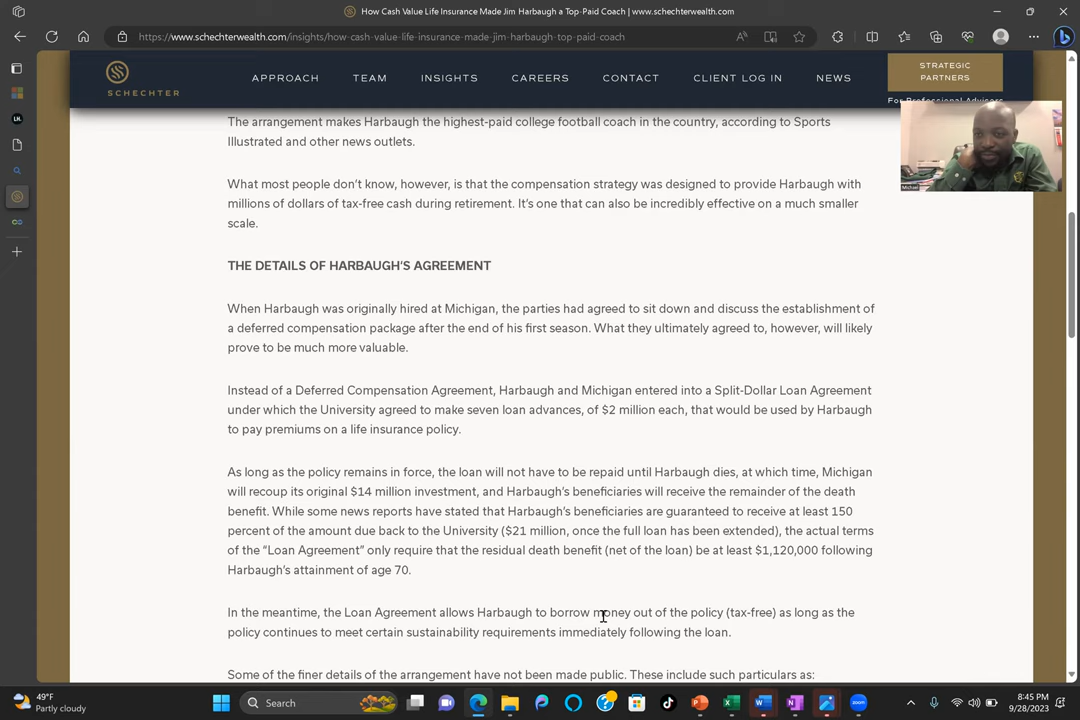 How Cash Value Life Insurance Made Jim Harbaugh a Top-Paid Coach | www.schechterwealth.com
https://www.schechterwealth.com/insights/how-cash-value-life-insurance-made-jim-harbaugh-top-paid-coach
SCHECHTER
APPROACH TEAM INSIGHTS CAREERS CONTACT CLIENT LOG IN NEWS
STRATEGIC
PARTNERS
For Professional Advisors
The arrangement makes Harbaugh the highest-paid college football coach in the country, according to Sports
Illustrated and other news outlets.
What most people don't know, however, is that the compensation strategy was designed to provide Harbaugh with
millions of dollars of tax-free cash during retirement. It's one that can also be incredibly effective on a much smaller
scale.
THE DETAILS OF HARBAUGH'S AGREEMENT
When Harbaugh was originally hired at Michigan, the parties had agreed to sit down and discuss the establishment of
a deferred compensation package after the end of his first season. What they ultimately agreed to, however, will likely
prove to be much more valuable.
Instead of a Deferred Compensation Agreement, Harbaugh and Michigan entered into a Split-Dollar Loan Agreement
under which the University agreed to make seven loan advances, of $2 million each, that would be used by Harbaugh
to pay premiums on a life insurance policy.
As long as the policy remains in force, the loan will not have to be repaid until Harbaugh dies, at which time, Michigan
will recoup its original $14 million investment, and Harbaugh's beneficiaries will receive the remainder of the death
benefit. While some news reports have stated that Harbaugh's beneficiaries are guaranteed to receive at least 150
percent of the amount due back to the University ($21 million, once the full loan has been extended), the actual terms
of the "Loan Agreement" only require that the residual death benefit (net of the loan) be at least $1,120,000 following
Harbaugh's attainment of age 70.
In the meantime, the Loan Agreement allows Harbaugh to borrow money out of the policy (tax-free) as long as the
policy continues to meet certain sustainability requirements immediately following the loan.
Some of the finer details of the arrangement have not been made public. These include such particulars as:
Michael
49°F
Partly cloudy
Search
8:45 PM
9/28/2023